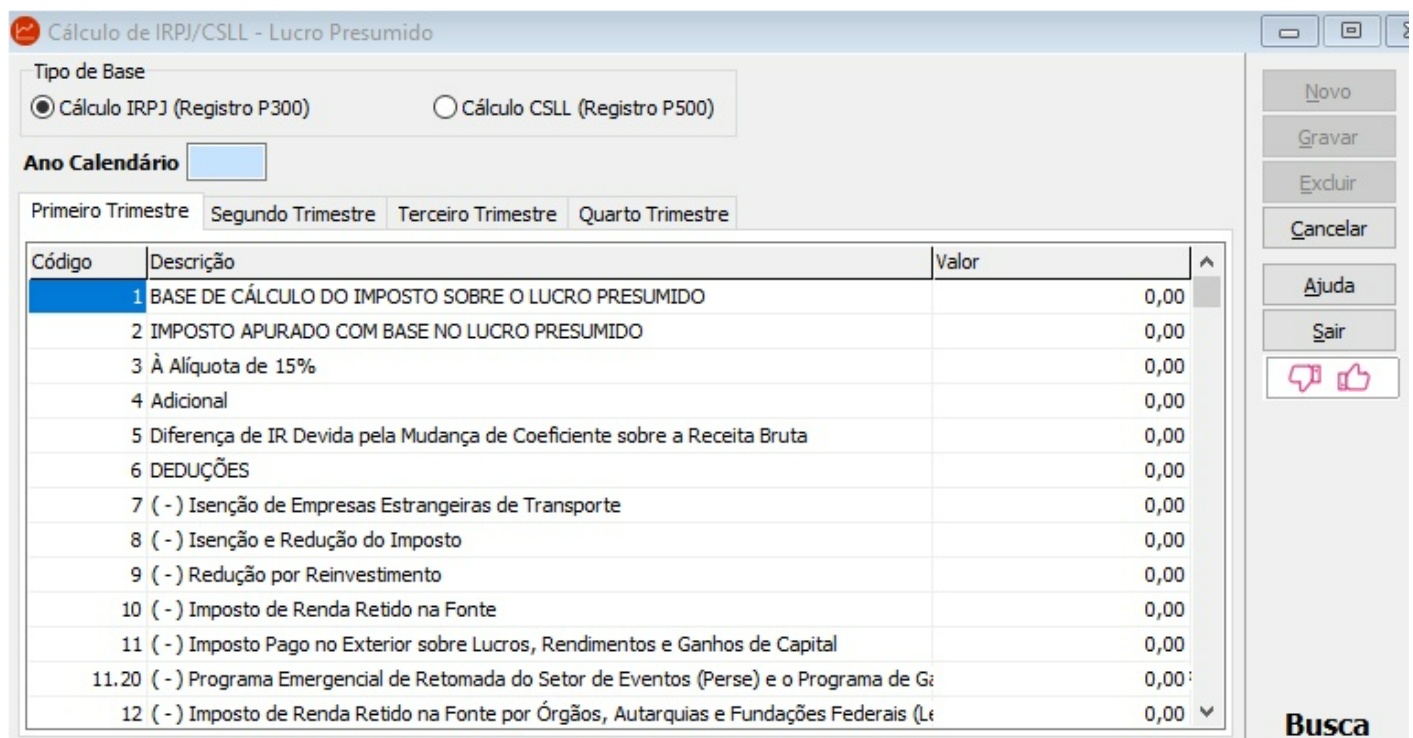 Cálculo de IRPJ/CSLL - Lucro Presumido
Tipo de Base
Cálculo IRPJ (Registro P300) Cálculo CSLL (Registro P500)
Ano Calendário
Primeiro Trimestre Segundo Trimestre Terceiro Trimestre Quarto Trimestre
Código Descrição Valor
1 BASE DE CÁLCULO DO IMPOSTO SOBRE O LUCRO PRESUMIDO 0,00
2 IMPOSTO APURADO COM BASE NO LUCRO PRESUMIDO 0,00
3 À Alíquota de 15% 0,00
4 Adicional 0,00
5 Diferença de IR Devida pela Mudança de Coeficiente sobre a Receita Bruta 0,00
6 DEDUÇÕES 0,00
7 ( - ) Isenção de Empresas Estrangeiras de Transporte 0,00
8 ( - ) Isenção e Redução do Imposto 0,00
9 ( - ) Redução por Reinvestimento 0,00
10 ( - ) Imposto de Renda Retido na Fonte 0,00
11 ( - ) Imposto Pago no Exterior sobre Lucros, Rendimentos e Ganhos de Capital 0,00
11.20 ( - ) Programa Emergencial de Retomada do Setor de Eventos (Perse) e o Programa de Ga 0,00
12 ( - ) Imposto de Renda Retido na Fonte por Órgãos, Autarquias e Fundações Federais (Le 0,00
Novo
Gravar
Excluir
Cancelar
Ajuda
Sair
Busca